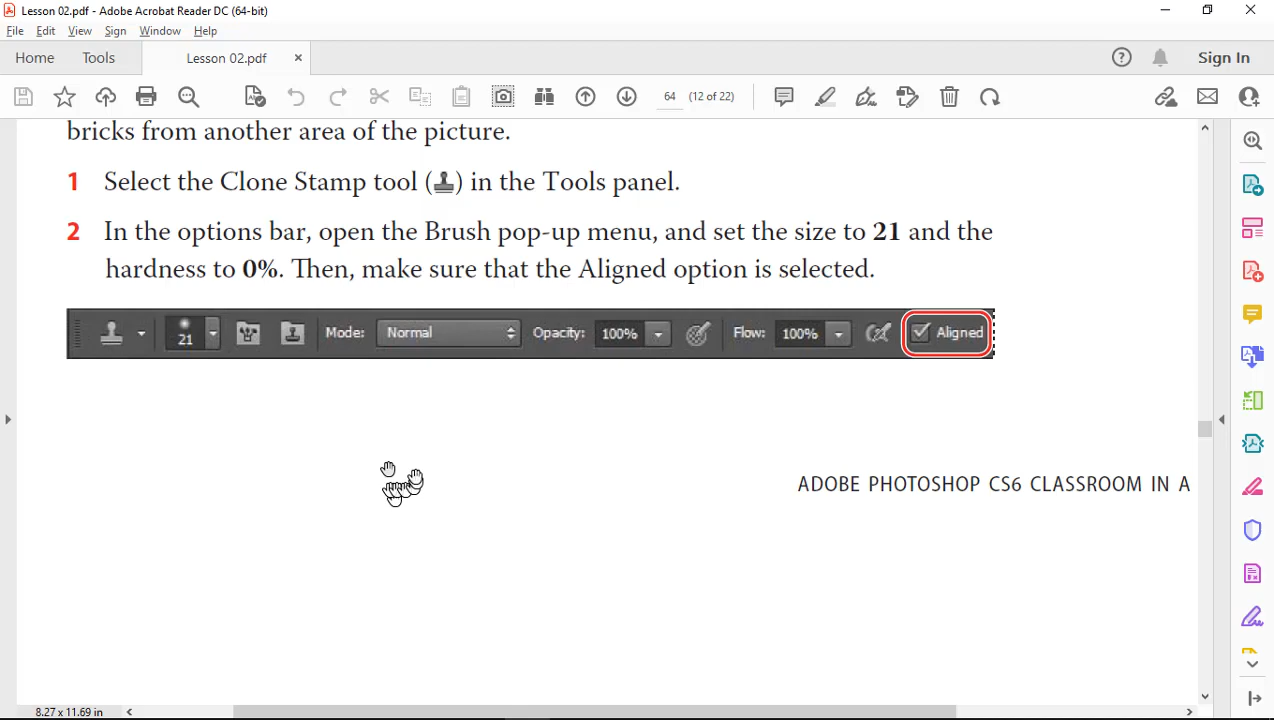 Lesson 02.pdf - Adobe Acrobat Reader DC (64-bit)
File Edit View Sign Window Help
Home Tools Lesson 02.pdf × Sign In
64 (12 of 22)
bricks from another area of the picture.
1 Select the Clone Stamp tool ( ) in the Tools panel.
2 In the options bar, open the Brush pop-up menu, and set the size to 21 and the
hardness to 0%. Then, make sure that the Aligned option is selected.
21 Mode: Normal Opacity: 100% Flow: 100% Aligned
ADOBE PHOTOSHOP CS6 CLASSROOM IN A
8.27 x 11.69 in